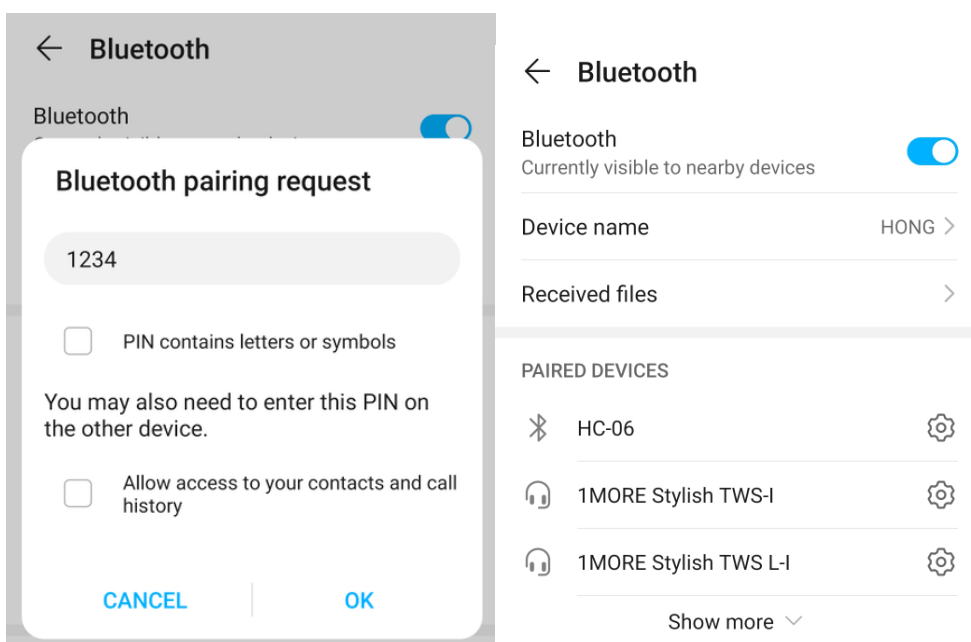 Bluetooth
Bluetooth
Bluetooth pairing request
1234
PIN contains letters or symbols
You may also need to enter this PIN on
the other device.
Allow access to your contacts and call
history
CANCEL
OK
Bluetooth
Bluetooth
Currently visible to nearby devices
Device name
HONG
Received files
PAIRED DEVICES
HC-06
1MORE Stylish TWS-I
1MORE Stylish TWS L-I
Show more